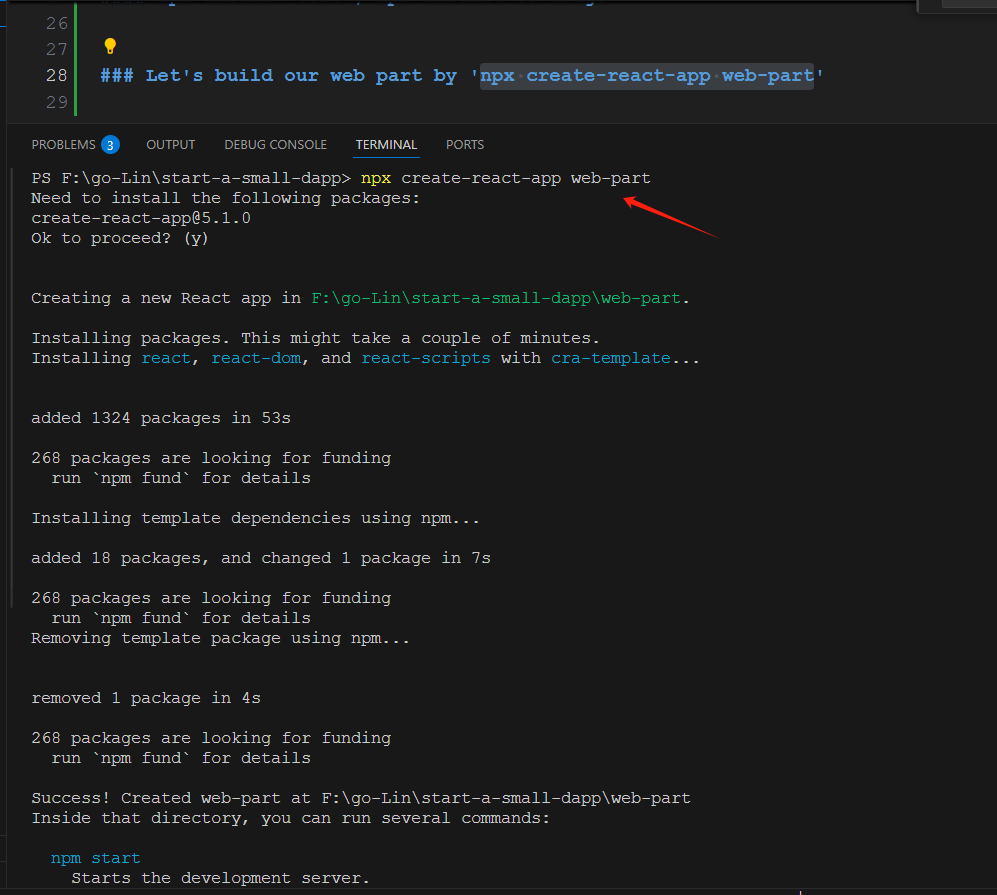 26
27
28 ### Let's build our web part by 'npx create-react-app web-part'
29
PROBLEMS 3 OUTPUT DEBUG CONSOLE TERMINAL PORTS
PS F:\go-Lin\start-a-small-dapp> npx create-react-app web-part
Need to install the following packages:
create-react-app@5.1.0
Ok to proceed? (y)
Creating a new React app in F:\go-Lin\start-a-small-dapp\web-part.
Installing packages. This might take a couple of minutes.
Installing react, react-dom, and react-scripts with cra-template...
added 1324 packages in 53s
268 packages are looking for funding
  run `npm fund` for details
Installing template dependencies using npm...
added 18 packages, and changed 1 package in 7s
268 packages are looking for funding
  run `npm fund` for details
Removing template package using npm...
removed 1 package in 4s
268 packages are looking for funding
  run `npm fund` for details
Success! Created web-part at F:\go-Lin\start-a-small-dapp\web-part
Inside that directory, you can run several commands:
  npm start
    Starts the development server.